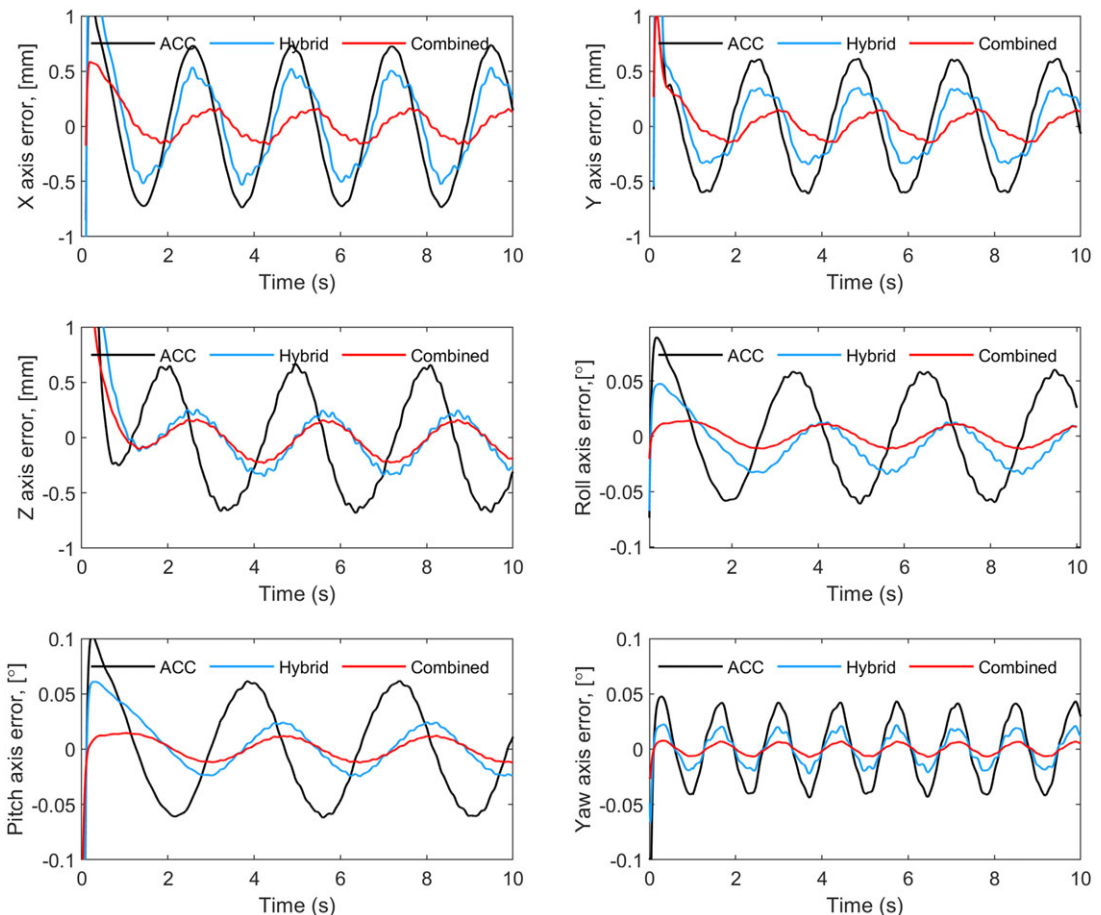 X axis error, [mm]
1
0.5
0
-0.5
-1
ACC Hybrid Combined
0 2 4 6 8 10
Time (s)
Y axis error, [mm]
1
0.5
0
-0.5
-1
ACC Hybrid Combined
0 2 4 6 8 10
Time (s)
Z axis error, [mm]
1
0.5
0
-0.5
-1
ACC Hybrid Combined
0 2 4 6 8 10
Time (s)
Roll axis error,[°]
0.05
0
-0.05
-0.1
ACC Hybrid Combined
2 4 6 8 10
Time (s)
Pitch axis error, [°]
0.1
0.05
0
-0.05
-0.1
ACC Hybrid Combined
0 2 4 6 8 10
Time (s)
Yaw axis error, [°]
0.1
0.05
0
-0.05
-0.1
ACC Hybrid Combined
0 2 4 6 8 10
Time (s)